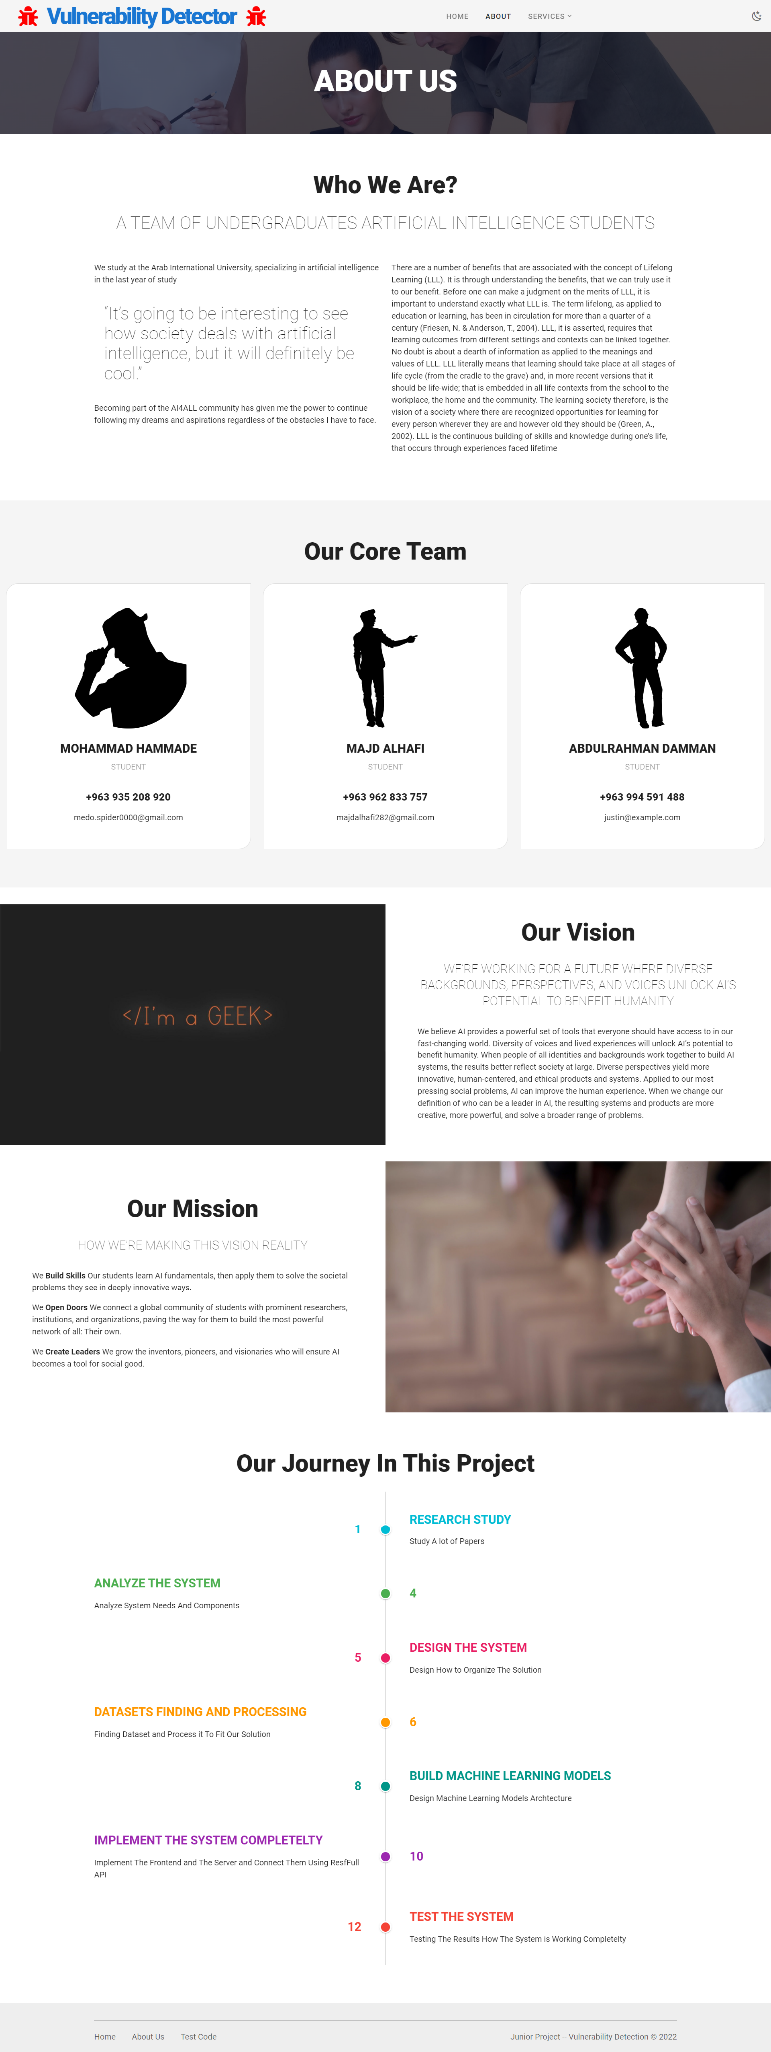 Vulnerability Detector
HOME ABOUT SERVICES
ABOUT US
Who We Are?
A TEAM OF UNDERGRADUATES ARTIFICIAL INTELLIGENCE STUDENTS
We study at the Arab International University, specializing in artificial intelligence
in the last year of study
"It's going to be interesting to see
how society deals with artificial
intelligence, but it will definitely be
cool."
Becoming part of the AI4ALL community has given me the power to continue
following my dreams and aspirations regardless of the obstacles I have to face.
There are a number of benefits that are associated with the concept of Lifelong
Learning (LLL). It is through understanding the benefits, that we can truly use it
to our benefit. Before one can make a judgment on the merits of LLL, it is
important to understand exactly what LLL is. The term lifelong, as applied to
education or learning, has been in circulation for more than a quarter of a
century (Friesen, N. & Anderson, T., 2004). LLL, it is asserted, requires that
learning outcomes from different settings and contexts can be linked together.
No doubt is about a dearth of information as applied to the meanings and
values of LLL. LLL literally means that learning should take place at all stages of
life cycle (from the cradle to the grave) and, in more recent versions that it
should be life-wide; that is embedded in all life contexts from the school to the
workplace, the home and the community. The learning society therefore, is the
vision of a society where there are recognized opportunities for learning for
every person wherever they are and however old they should be (Green, A.,
2002). LLL is the continuous building of skills and knowledge during one's life,
that occurs through experiences faced lifetime
Our Core Team
MOHAMMAD HAMMADE
STUDENT
+963 935 208 920
medo.spider0000@gmail.com
MAJD ALHAFI
STUDENT
+963 962 833 757
majdalhafi282@gmail.com
ABDULRAHMAN DAMMAN
STUDENT
+963 994 591 488
justin@example.com
</I'm a GEEK>
Our Vision
WE'RE WORKING FOR A FUTURE WHERE DIVERSE
BACKGROUNDS, PERSPECTIVES, AND VOICES UNLOCK AI'S
POTENTIAL TO BENEFIT HUMANITY
We believe AI provides a powerful set of tools that everyone should have access to in our
fast-changing world. Diversity of voices and lived experiences will unlock AI's potential to
benefit humanity. When people of all identities and backgrounds work together to build AI
systems, the results better reflect society at large. Diverse perspectives yield more
innovative, human-centered, and ethical products and systems. Applied to our most
pressing social problems, AI can improve the human experience. When we change our
definition of who can be a leader in AI, the resulting systems and products are more
creative, more powerful, and solve a broader range of problems.
Our Mission
HOW WE'RE MAKING THIS VISION REALITY
We Build Skills Our students learn AI fundamentals, then apply them to solve the societal
problems they see in deeply innovative ways.
We Open Doors We connect a global community of students with prominent researchers,
institutions, and organizations, paving the way for them to build the most powerful
network of all: Their own.
We Create Leaders We grow the inventors, pioneers, and visionaries who will ensure AI
becomes a tool for social good.
Our Journey In This Project
1
RESEARCH STUDY
Study A lot of Papers
ANALYZE THE SYSTEM
Analyze System Needs And Components
4
5
DESIGN THE SYSTEM
Design How to Organize The Solution
DATASETS FINDING AND PROCESSING
Finding Dataset and Process it To Fit Our Solution
6
8
BUILD MACHINE LEARNING MODELS
Design Machine Learning Models Archtecture
IMPLEMENT THE SYSTEM COMPLETELTY
Implement The Frontend and The Server and Connect Them Using ResfFull
API
10
12
TEST THE SYSTEM
Testing The Results How The System is Working Completelty
Home About Us Test Code
Junior Project – Vulnerability Detection © 2022